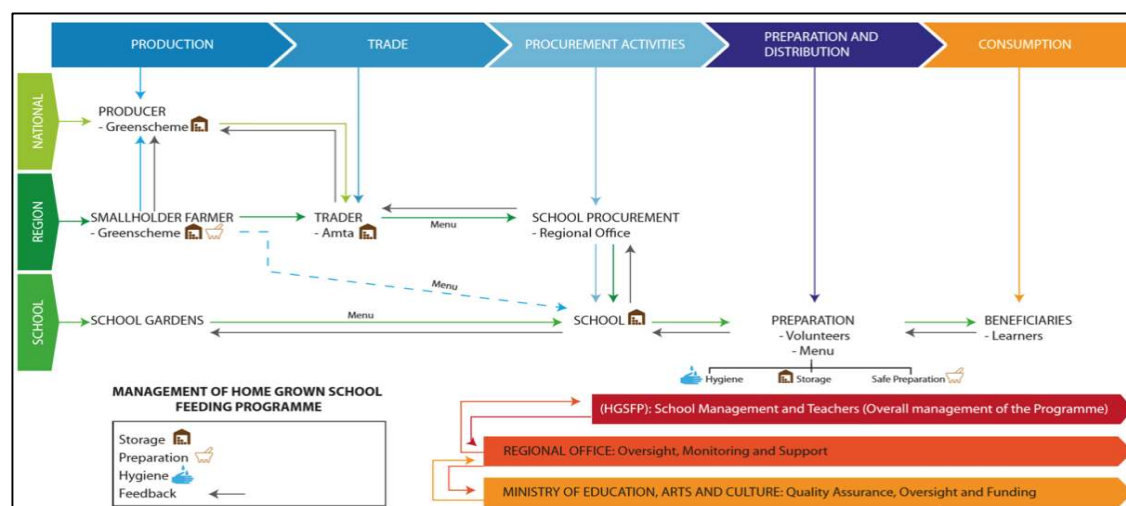 PRODUCTION
TRADE
PROCUREMENT ACTIVITIES
PREPARATION AND
DISTRIBUTION
CONSUMPTION
NATIONAL
PRODUCER
- Greenscheme
REGION
SMALLHOLDER FARMER
- Greenscheme
TRADER
- Amta
Menu
SCHOOL PROCUREMENT
- Regional Office
Menu
SCHOOL
SCHOOL GARDENS
Menu
SCHOOL
PREPARATION
- Volunteers
- Menu
BENEFICIARIES
- Learners
Hygiene
Storage
Safe Preparation
MANAGEMENT OF HOME GROWN SCHOOL
FEEDING PROGRAMME
Storage
Preparation
Hygiene
Feedback
(HGSFP): School Management and Teachers (Overall management of the Programme)
REGIONAL OFFICE: Oversight, Monitoring and Support
MINISTRY OF EDUCATION, ARTS AND CULTURE: Quality Assurance, Oversight and Funding